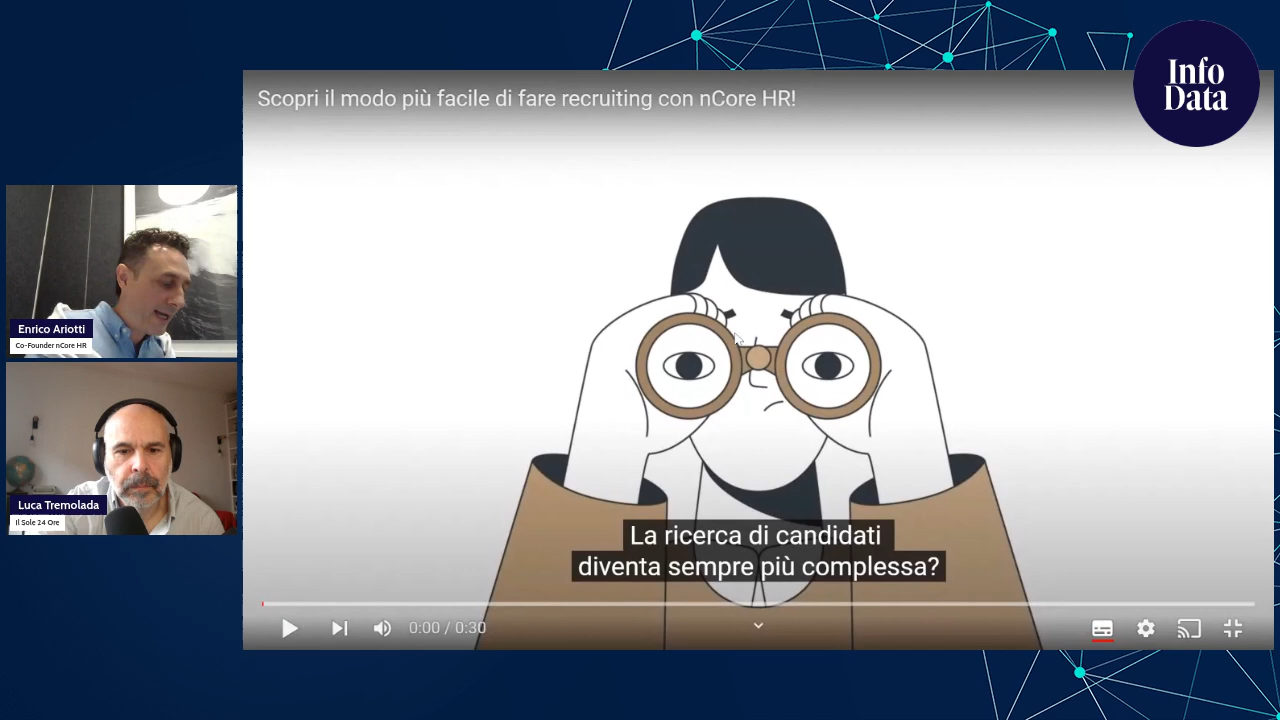 Scopri il modo più facile di fare recruiting con nCore HR!
Info
Data
Enrico Ariotti
Co-Founder nCore HR
Luca Tremolada
Il Sole 24 Ore
La ricerca di candidati
diventa sempre più complessa?
0:00 / 0:30